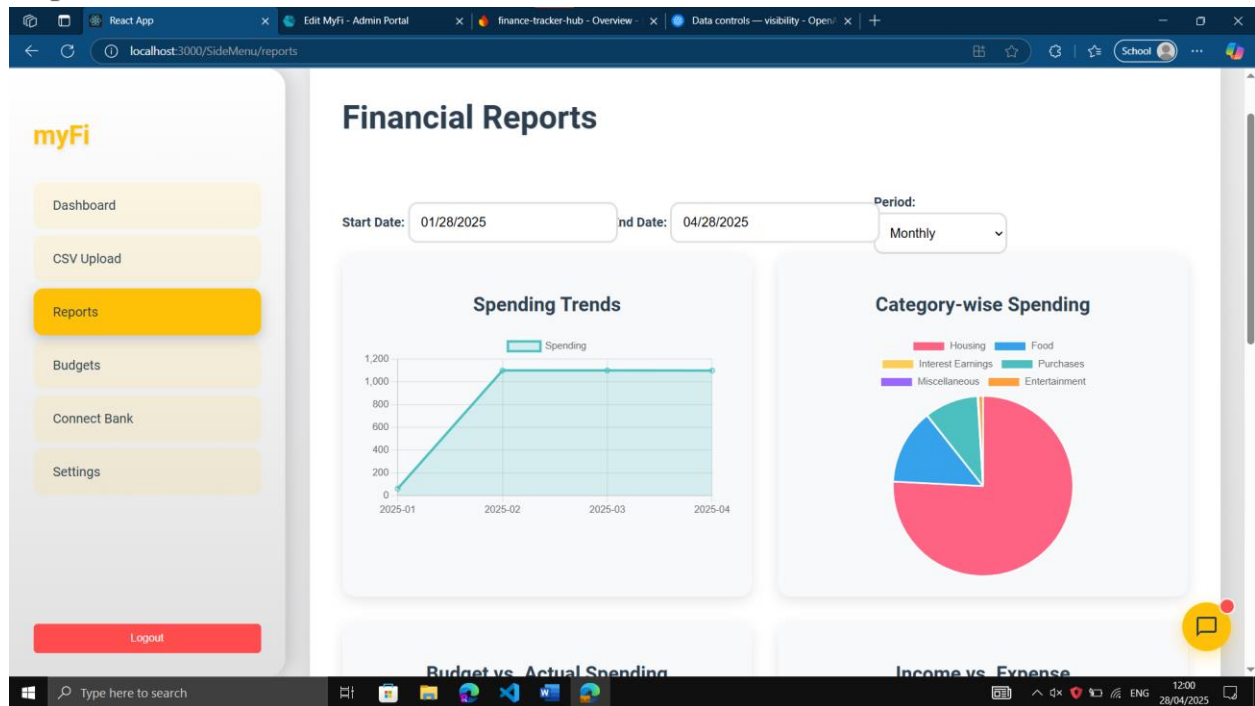 React App
Edit MyFi - Admin Portal
finance-tracker-hub - Overview -
Data controls — visibility - Open
localhost:3000/SideMenu/reports
School
myFi
Dashboard
CSV Upload
Reports
Budgets
Connect Bank
Settings
Logout
Financial Reports
Start Date:
01/28/2025
nd Date:
04/28/2025
Period:
Monthly
Spending Trends
Spending
1,200
1,000
800
600
400
200
0
2025-01
2025-02
2025-03
2025-04
Category-wise Spending
Housing
Food
Interest Earnings
Purchases
Miscellaneous
Entertainment
Budget vs. Actual Spending
Income vs. Expense
Type here to search
ENG
12:00
28/04/2025